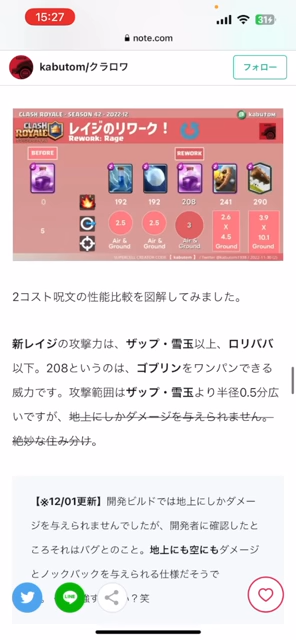 15:27
31
note.com
kabutom/クラロワ
フォロー
CLASH ROYALE - SEASON 42 - 2022-12
kabutom
CLASH ROYALE
レイジのリワーク！
Rework: Rage
BEFORE
REWORK
0
192
192
208
241
290
5
2.5
2.5
3
2.6 X 4.5
3.9 X 10.1
Air & Ground
Air & Ground
Air & Ground
Ground
Ground
2コスト呪文の性能比較を図解してみました。
新レイジの攻撃力は、ザップ・雪玉以上、ロリババ
以下。208というのは、ゴブリンをワンパンできる
威力です。攻撃範囲はザップ・雪玉より半径0.5分広
いですが、地上にしかダメージを与えられません。
絶妙な住み分け。
【※12/01更新】開発ビルドでは地上にしかダメー
ジを与えられませんでしたが、開発者に確認したと
ころそれはバグとのこと。地上にも空にもダメージ
とノックバックを与えられる仕様だそうで
LINE
い？笑